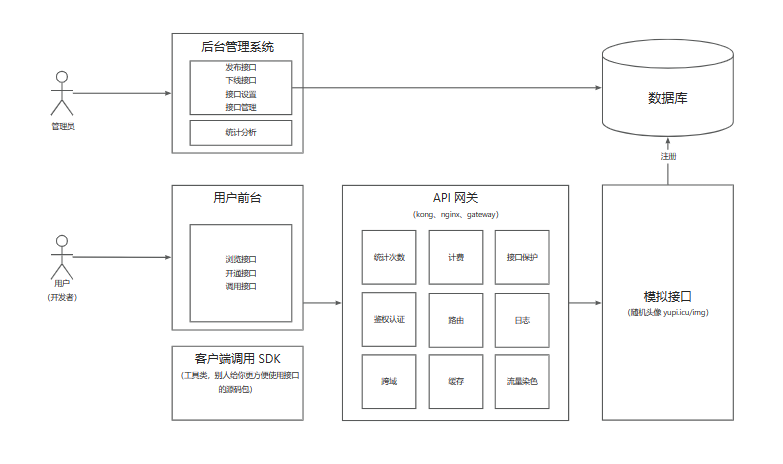 后台管理系统
发布接口
下线接口
接口设置
接口管理
统计分析
管理员
数据库
注册
用户前台
浏览接口
开通接口
调用接口
用户
(开发者)
客户端调用 SDK
(工具类，别人给你更方便使用接口
的源码包)
API 网关
(kong、nginx、gateway)
统计次数
计费
接口保护
鉴权认证
路由
日志
跨域
缓存
流量染色
模拟接口
(随机头像 yupi.icu/img)